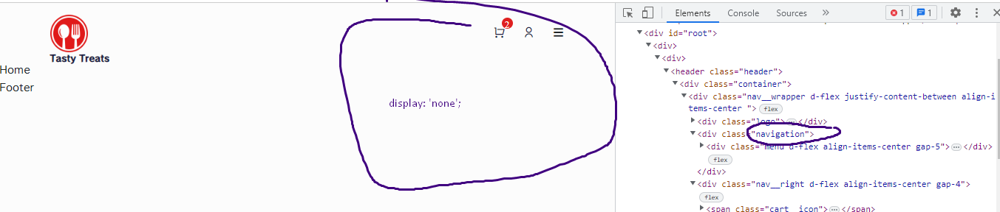 Tasty Treats
2
Home
Footer
display: 'none';
Elements Console Sources » 1 1
<div id="root">
<div>
<div>
<header class="header">
<div class="container">
<div class="nav__wrapper d-flex justify-content-between align-i
tems-center "> flex
<div class="logo"> … </div>
<div class="navigation">
<div class="menu d-flex align-items-center gap-5"> … </div>
flex
</div>
<div class="nav__right d-flex align-items-center gap-4">
flex
<span class="cart__icon"> … </span>